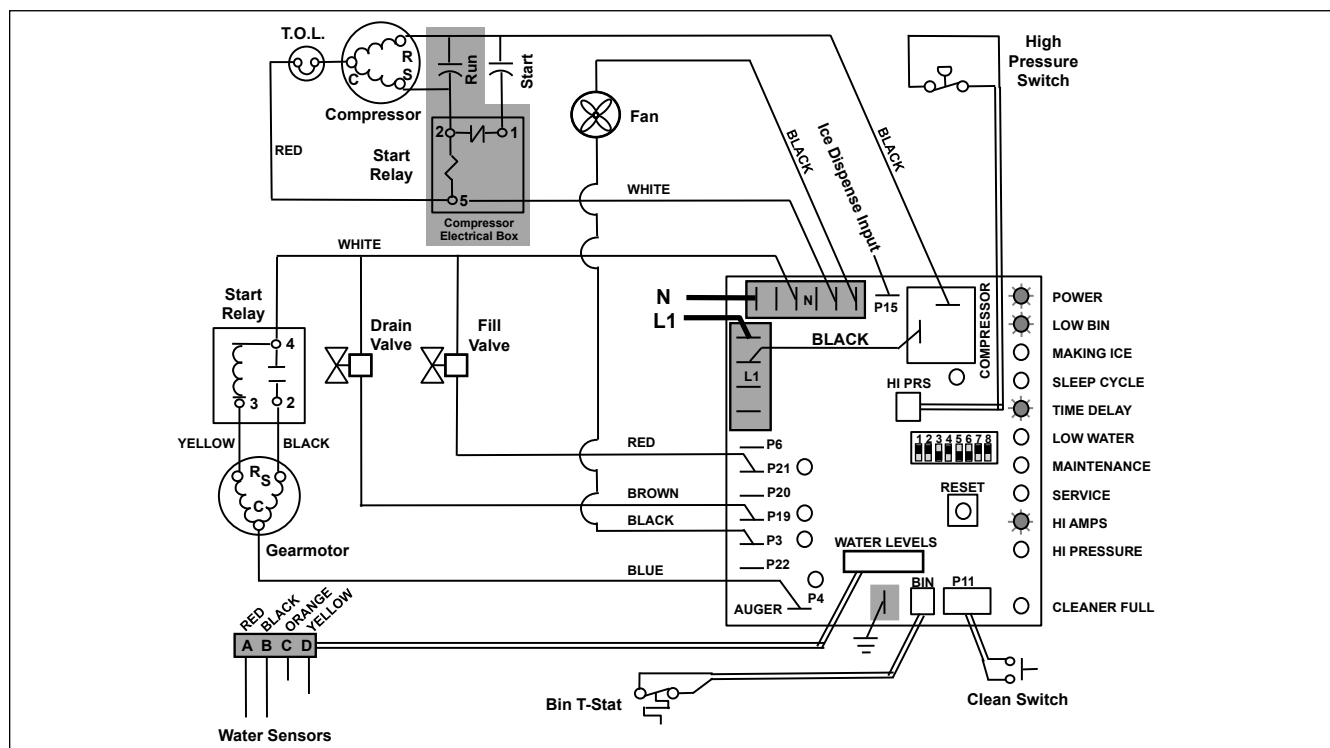 T.O.L.
R
S
C
Compressor
Run
Start
RED
2
1
Start
Relay
5
Compressor
Electrical Box
WHITE
Fan
BLACK
Ice Dispense Input
BLACK
High
Pressure
Switch
WHITE
Start
Relay
4
3
2
YELLOW
BLACK
R
S
C
Gearmotor
Drain
Valve
Fill
Valve
N
L1
N
P15
BLACK
L1
COMPRESSOR
HI PRS
POWER
LOW BIN
MAKING ICE
SLEEP CYCLE
TIME DELAY
LOW WATER
MAINTENANCE
SERVICE
HI AMPS
HI PRESSURE
CLEANER FULL
1 2 3 4 5 6 7 8
RESET
RED
P6
P21
BROWN
P20
P19
BLACK
P3
P22
BLUE
P4
AUGER
WATER LEVELS
BIN
P11
RED
BLACK
ORANGE
YELLOW
A B C D
Water Sensors
Bin T-Stat
Clean Switch